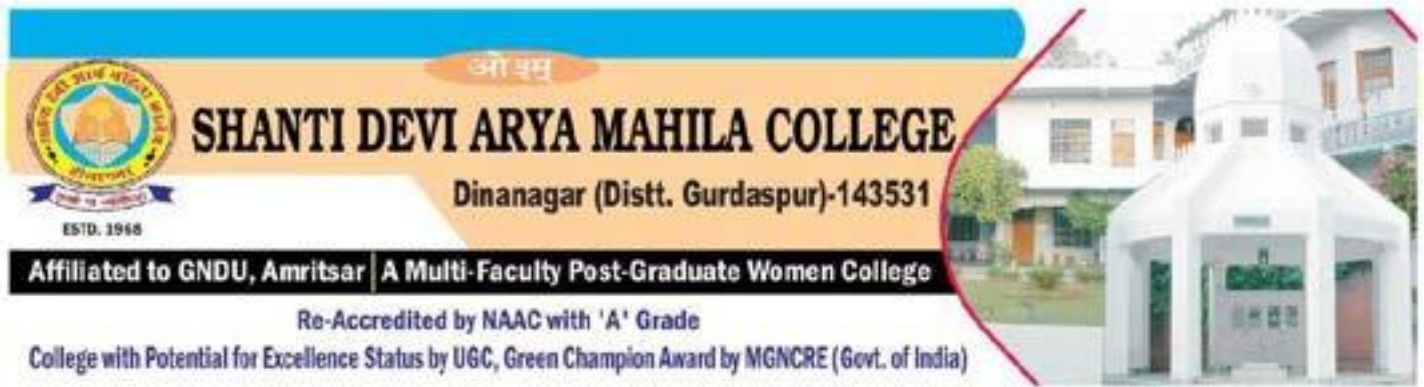 ओ३म्
SHANTI DEVI ARYA MAHILA COLLEGE
Dinanagar (Distt. Gurdaspur)-143531
ESTD. 1968
Affiliated to GNDU, Amritsar | A Multi-Faculty Post-Graduate Women College
Re-Accredited by NAAC with 'A' Grade
College with Potential for Excellence Status by UGC, Green Champion Award by MGNCRE (Govt. of India)